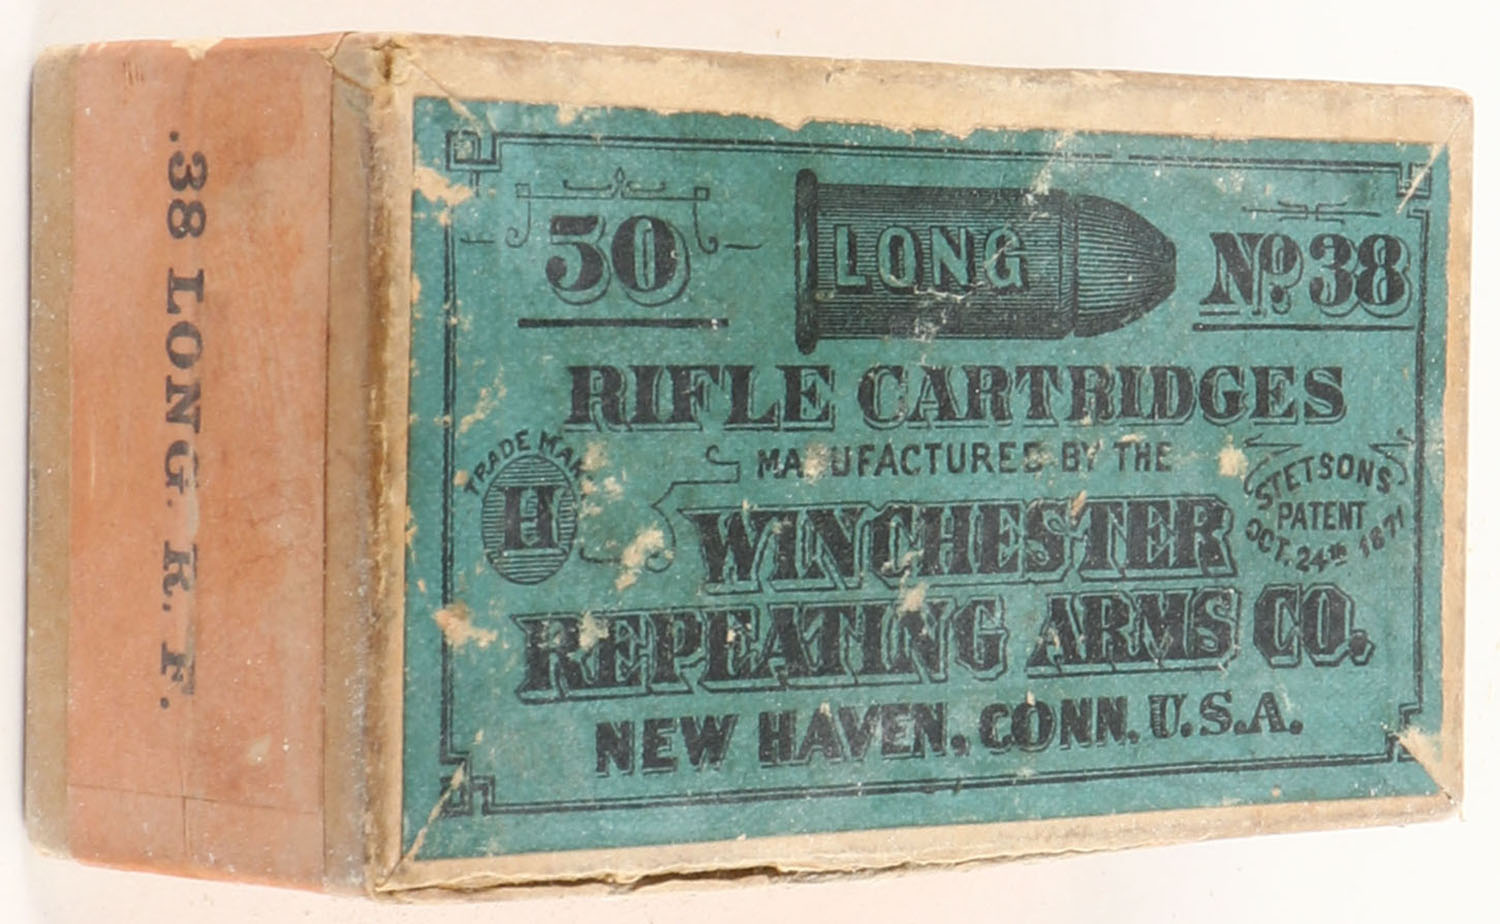 50
LONG
No. 38
RIFLE CARTRIDGES
MANUFACTURED BY THE
TRADE MARK
H
STETSONS
PATENT
OCT. 24th 1871
WINCHESTER
REPEATING ARMS CO.
NEW HAVEN, CONN. U.S.A.
.38 LONG. R. F.